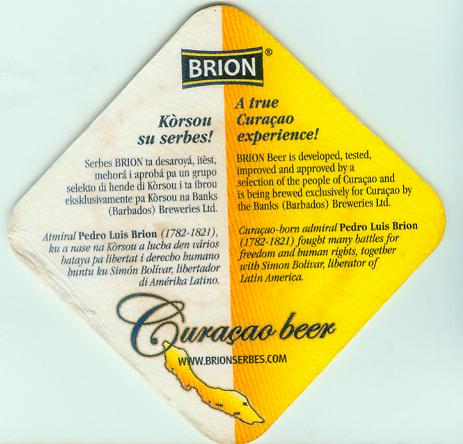 BRION®
Kòrsou
su serbes!
Serbes BRION ta desaroyá, itèst,
mehorá i aprobá pa un grupo
selekto di hende di Kòrsou i ta ibrou
eksklusivamente pa Kòrsou na Banks
(Barbados) Breweries Ltd.
Atmiral Pedro Luis Brion (1782-1821),
ku a nase na Kòrsou a lucha den vários
bataya pa libertat i derecho humano
huntu ku Simón Bolívar, libertador
di Amérika Latino.
A true
Curaçao
experience!
BRION Beer is developed, tested,
improved and approved by a
selection of the people of Curaçao and
is being brewed exclusively for Curaçao by
the Banks (Barbados) Breweries Ltd.
Curaçao-born admiral Pedro Luis Brion
(1782-1821) fought many battles for
freedom and human rights, together
with Simon Bolivar, liberator of
Latin America.
Curaçao beer
WWW.BRIONSERBES.COM